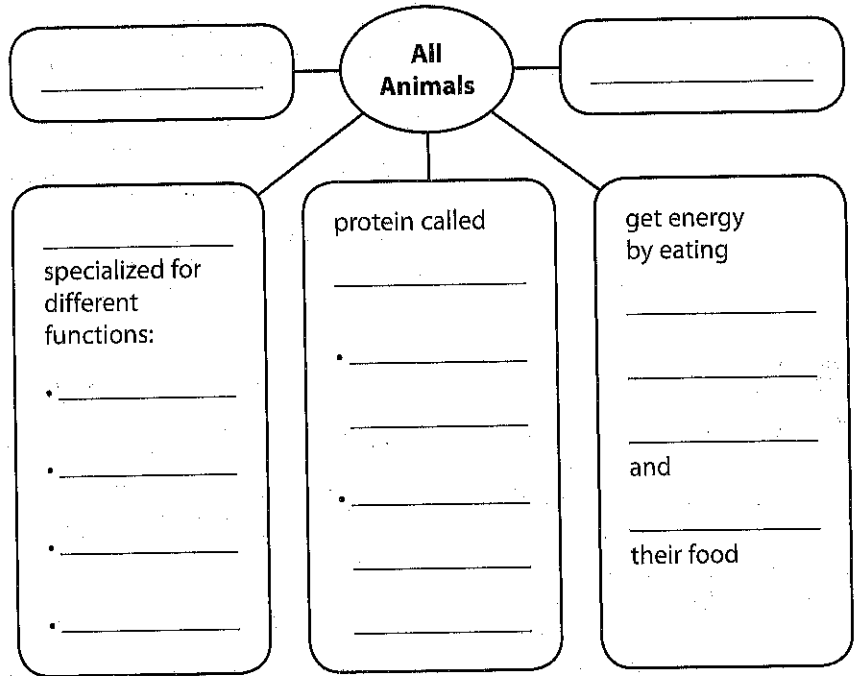 All
Animals
specialized for
different
functions:
protein called
get energy
by eating
and
their food